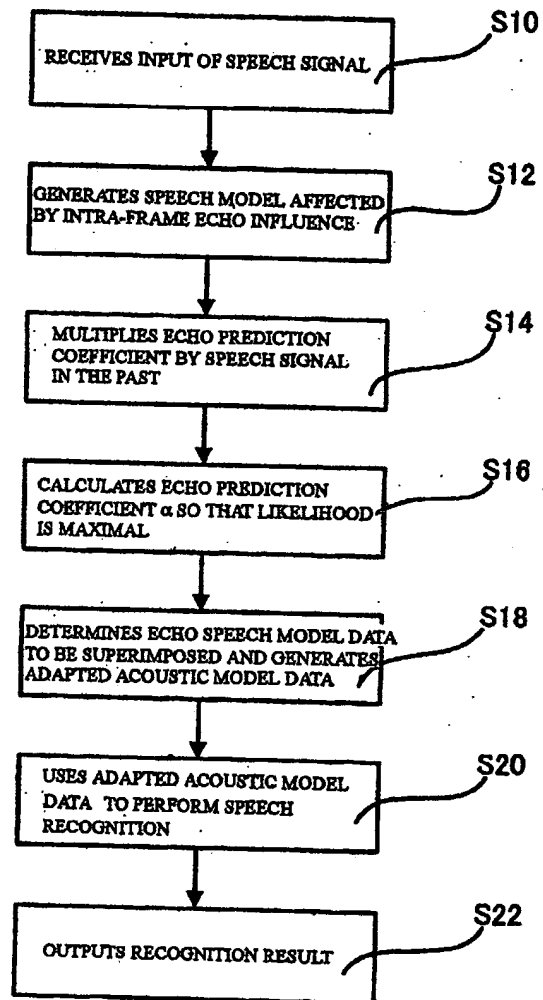 S10
RECEIVES INPUT OF SPEECH SIGNAL
S12
GENERATES SPEECH MODEL AFFECTED
BY INTRA-FRAME ECHO INFLUENCE
S14
MULTIPLIES ECHO PREDICTION
COEFFICIENT BY SPEECH SIGNAL
IN THE PAST
S16
CALCULATES ECHO PREDICTION
COEFFICIENT α SO THAT LIKELIHOOD
IS MAXIMAL
S18
DETERMINES ECHO SPEECH MODEL DATA
TO BE SUPERIMPOSED AND GENERATES
ADAPTED ACOUSTIC MODEL DATA
S20
USES ADAPTED ACOUSTIC MODEL
DATA TO PERFORM SPEECH
RECOGNITION
S22
OUTPUTS RECOGNITION RESULT